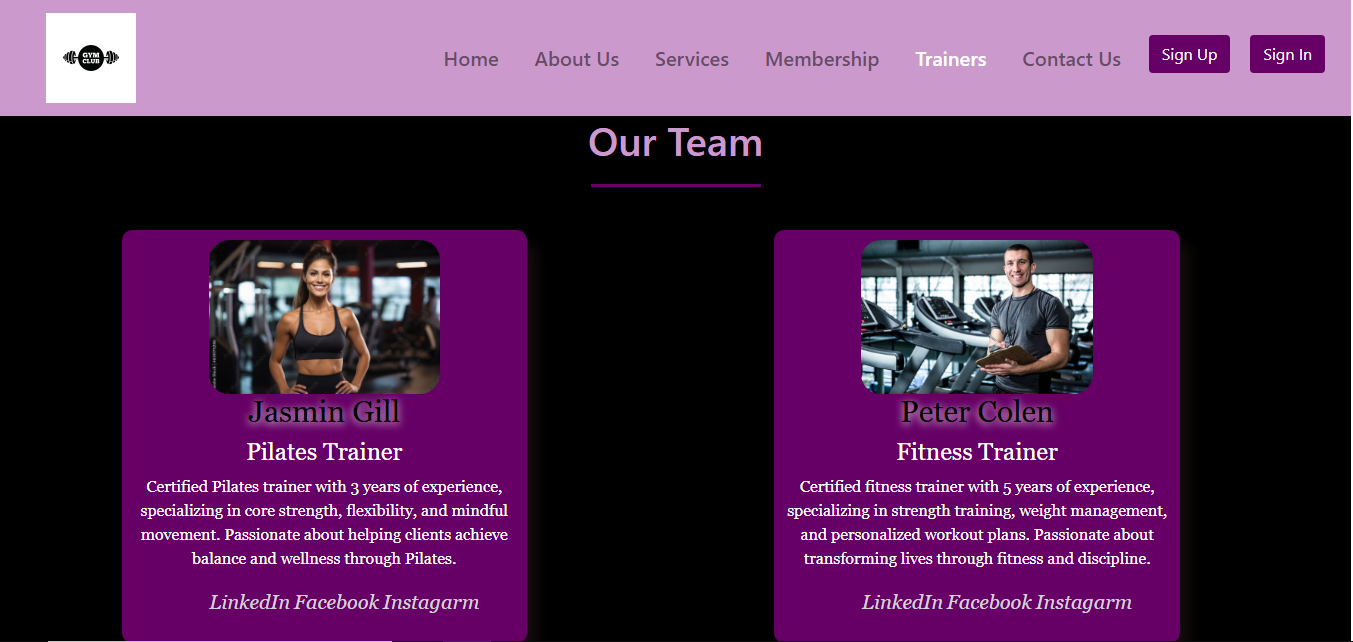 GYM
CLUB
Home About Us Services Membership Trainers Contact Us Sign Up Sign In
Our Team
Jasmin Gill
Pilates Trainer
Certified Pilates trainer with 3 years of experience,
specializing in core strength, flexibility, and mindful
movement. Passionate about helping clients achieve
balance and wellness through Pilates.
LinkedIn Facebook Instagarm
Peter Colen
Fitness Trainer
Certified fitness trainer with 5 years of experience,
specializing in strength training, weight management,
and personalized workout plans. Passionate about
transforming lives through fitness and discipline.
LinkedIn Facebook Instagarm